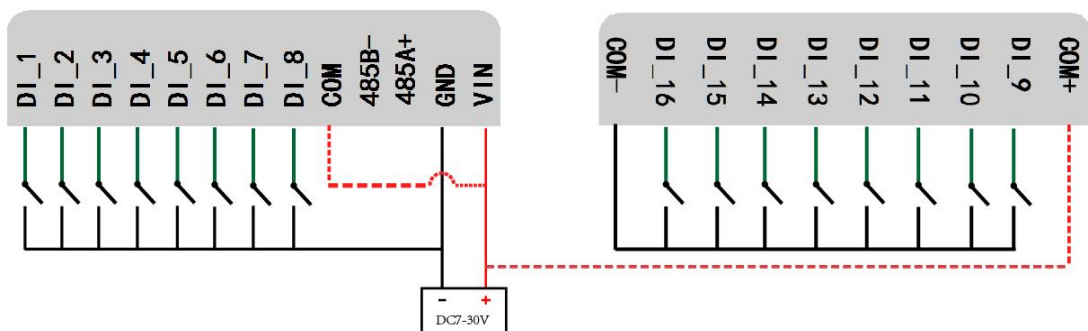 DI_1
DI_2
DI_3
DI_4
DI_5
DI_6
DI_7
DI_8
COM
485B-
485A+
GND
VIN
COM-
DI_16
DI_15
DI_14
DI_13
DI_12
DI_11
DI_10
DI_9
COM+
- +
DC7-30V